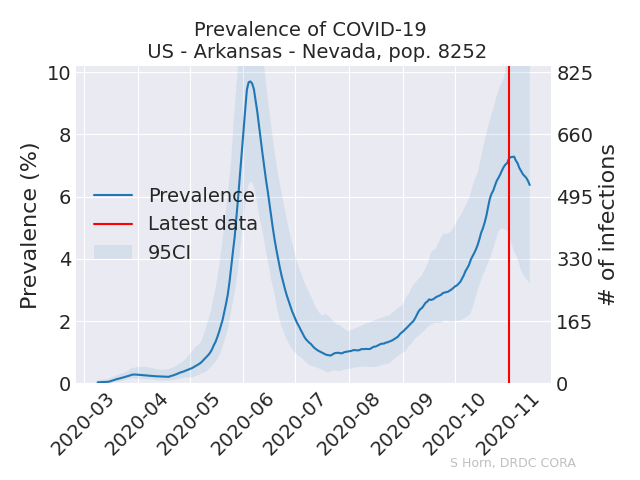 Prevalence of COVID-19
US - Arkansas - Nevada, pop. 8252
10
8
6
4
2
0
825
660
495
330
165
0
Prevalence (%)
# of infections
Prevalence
Latest data
95CI
2020-03
2020-04
2020-05
2020-06
2020-07
2020-08
2020-09
2020-10
2020-11
S Horn, DRDC CORA